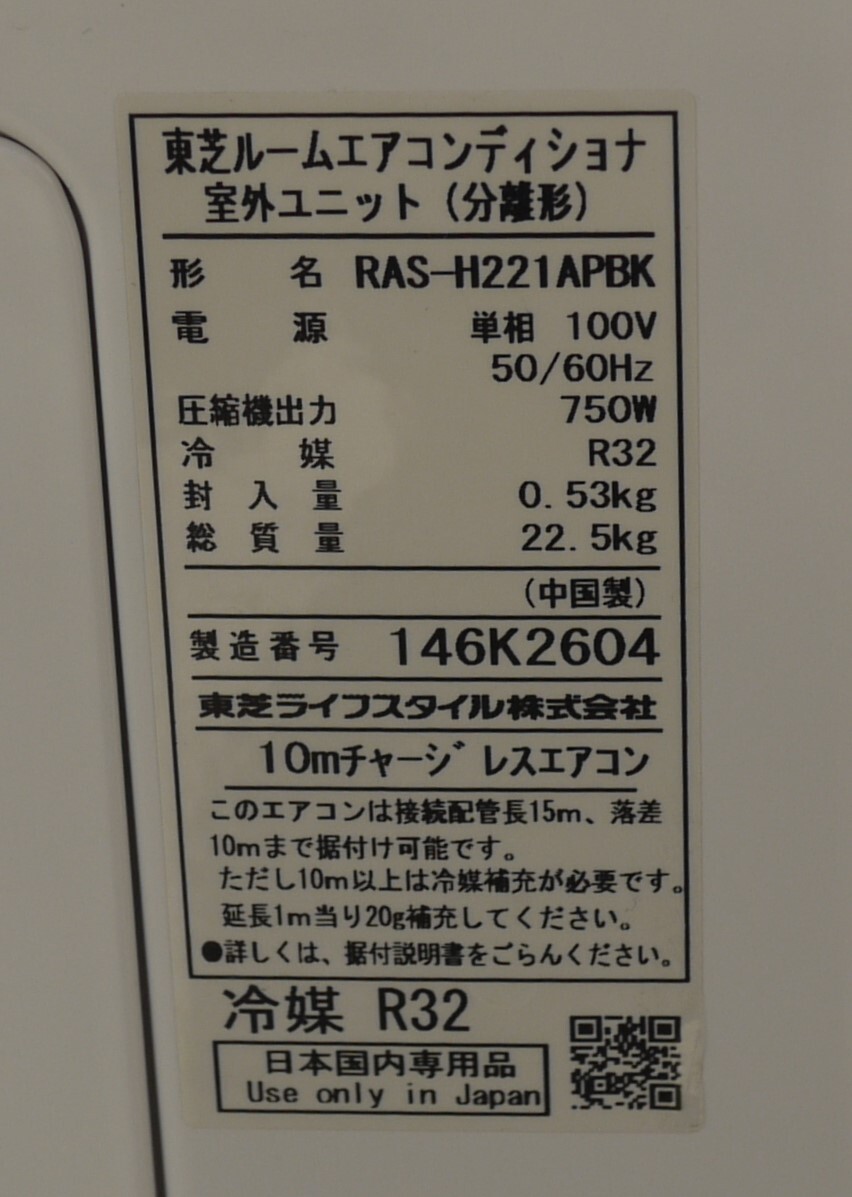 東芝ルームエアコンディショナ
室外ユニット（分離形）
形名 RAS-H221APBK
電源 単相 100V
50/60Hz
圧縮機出力 750W
冷媒 R32
封入量 0.53kg
総質量 22.5kg
（中国製）
製造番号 146K2604
東芝ライフスタイル株式会社
10mチャージレスエアコン
このエアコンは接続配管長15m、落差
10mまで据付け可能です。
ただし10m以上は冷媒補充が必要です。
延長1m当り20g補充してください。
●詳しくは、据付説明書をごらんください。
冷媒 R32
日本国内専用品
Use only in Japan